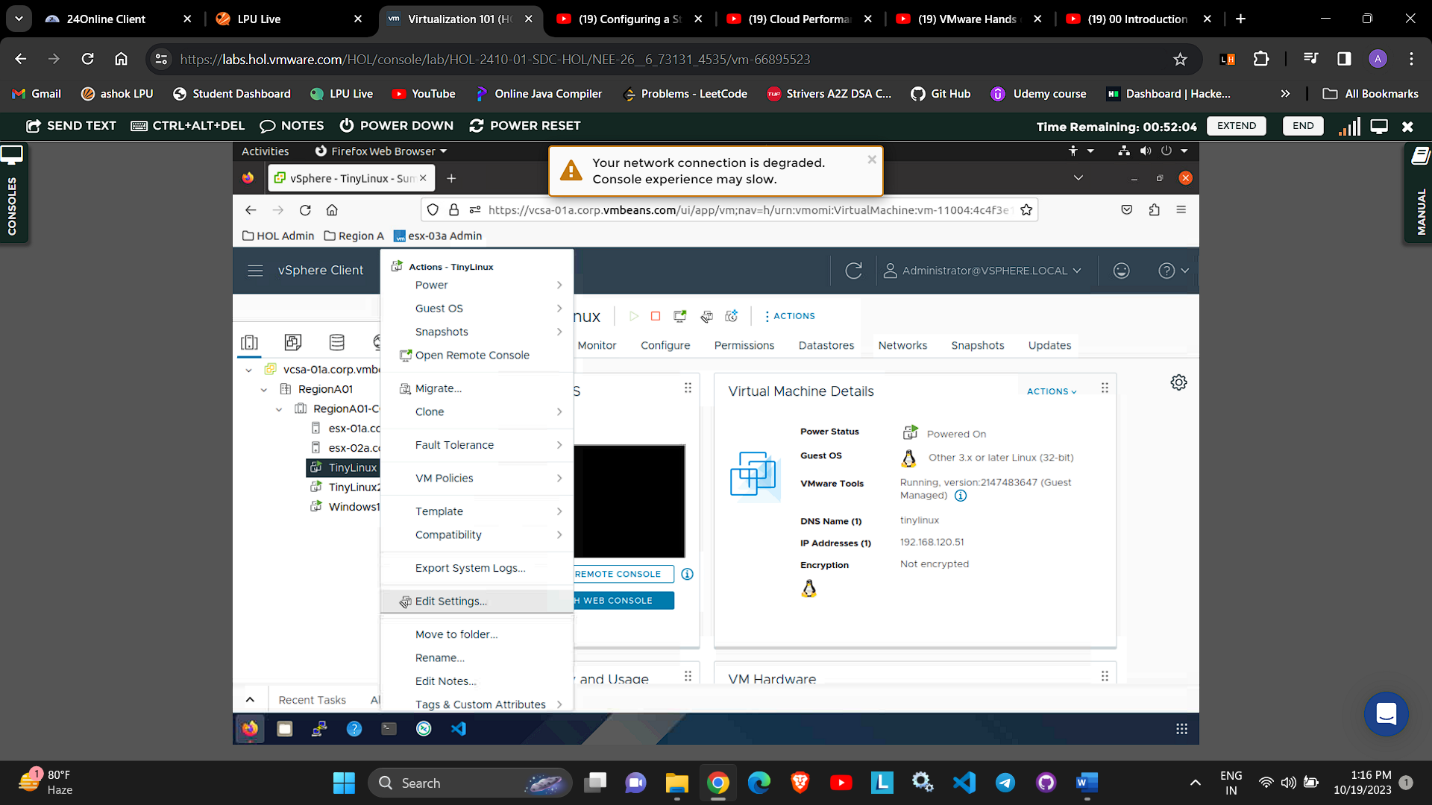 24Online Client
LPU Live
Virtualization 101 (HO
(19) Configuring a St
(19) Cloud Performa
(19) VMware Hands
(19) 00 Introduction
https://labs.hol.vmware.com/HOL/console/lab/HOL-2410-01-SDC-HOL/NEE-26__6_73131_4535/vm-66895523
A
Gmail
ashok LPU
Student Dashboard
LPU Live
YouTube
Online Java Compiler
Problems - LeetCode
Strivers A2Z DSA C...
Git Hub
Udemy course
Dashboard | Hacke...
All Bookmarks
SEND TEXT
CTRL+ALT+DEL
NOTES
POWER DOWN
POWER RESET
Time Remaining: 00:52:04
EXTEND
END
CONSOLES
MANUAL
Activities
Firefox Web Browser
Your network connection is degraded.
Console experience may slow.
vSphere - TinyLinux - Sum
https://vcsa-01a.corp.vmbeans.com/ui/app/vm;nav=h/urn:vmomi:VirtualMachine:vm-11004:4c4f3e
HOL Admin
Region A
esx-03a Admin
vSphere Client
Administrator@VSPHERE.LOCAL
Actions - TinyLinux
Power
Guest OS
Snapshots
Open Remote Console
Migrate...
Clone
Fault Tolerance
VM Policies
Template
Compatibility
Export System Logs...
Edit Settings...
Move to folder...
Rename...
Edit Notes...
Tags & Custom Attributes
nux
ACTIONS
Monitor
Configure
Permissions
Datastores
Networks
Snapshots
Updates
vcsa-01a.corp.vmbe
RegionA01
RegionA01-CO
esx-01a.co
esx-02a.co
TinyLinux
TinyLinux2
Windows1
S
REMOTE CONSOLE
H WEB CONSOLE
Virtual Machine Details
ACTIONS
Power Status
Powered On
Guest OS
Other 3.x or later Linux (32-bit)
VMware Tools
Running, version:2147483647 (Guest
Managed)
DNS Name (1)
tinylinux
IP Addresses (1)
192.168.120.51
Encryption
Not encrypted
y and Usage
VM Hardware
Recent Tasks
Al
1
80°F
Haze
Search
ENG
IN
1:16 PM
10/19/2023
1